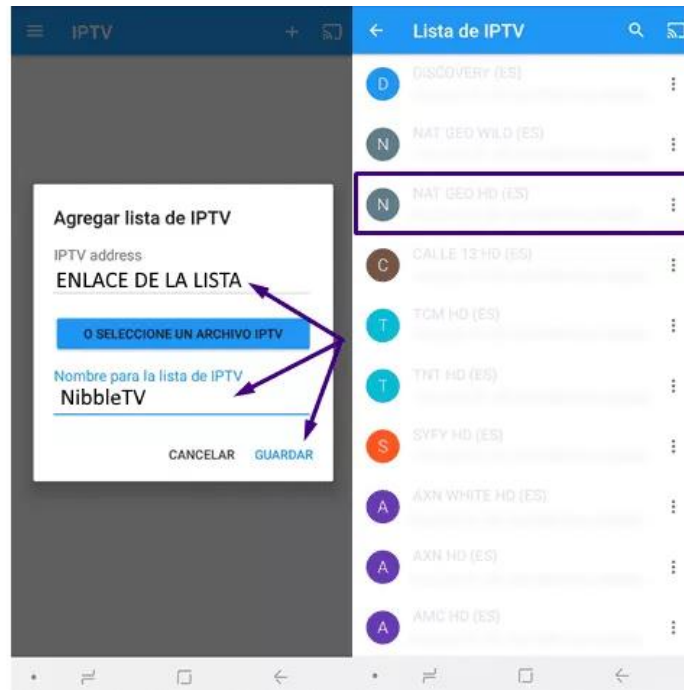 IPTV
Agregar lista de IPTV
IPTV address
ENLACE DE LA LISTA
O SELECCIONE UN ARCHIVO IPTV
Nombre para la lista de IPTV
NibbleTV
CANCELAR GUARDAR
Lista de IPTV
D DISCOVERY (ES)
N NAT GEO WILD (ES)
N NAT GEO HD (ES)
C CALLE 13 HD (ES)
T TCM HD (ES)
T TNT HD (ES)
S SYFY HD (ES)
A AXN WHITE HD (ES)
A AXN HD (ES)
A AMC HD (ES)